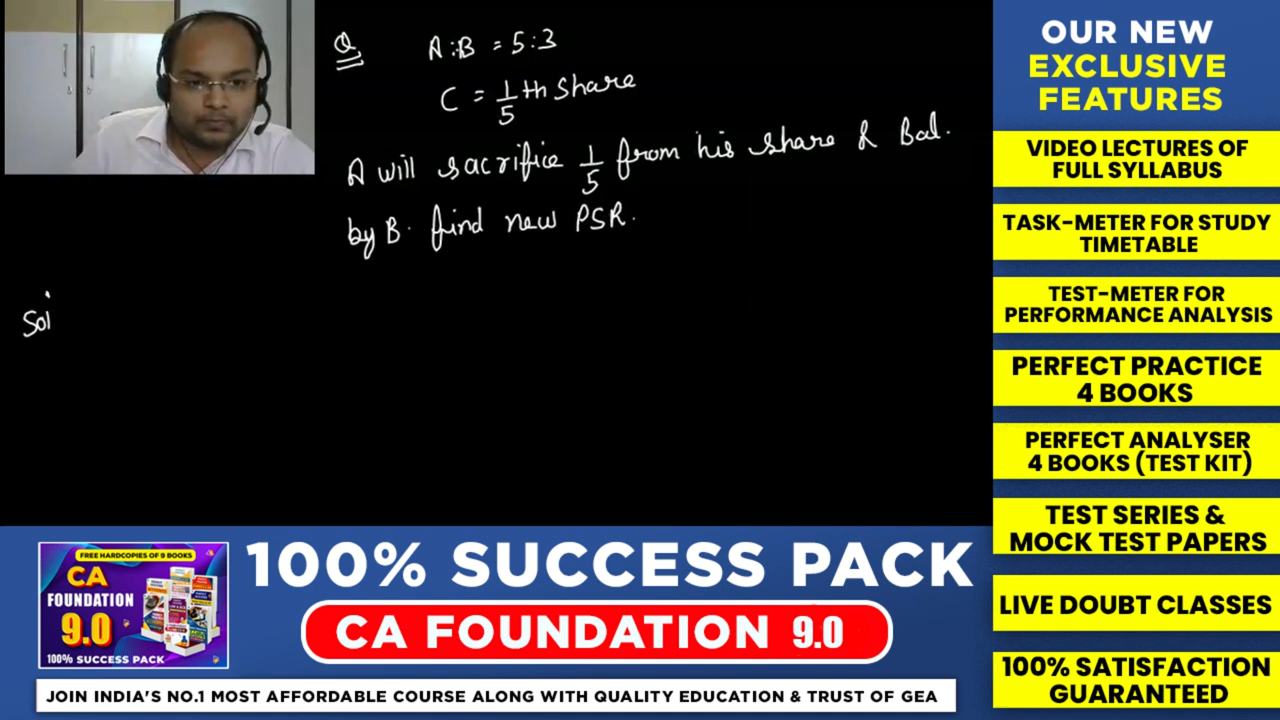 Q A:B = 5:3
C = 1/5 th share
A will sacrifice 1/5 from his share & Bal.
by B. find new PSR.
Sol
OUR NEW
EXCLUSIVE
FEATURES
VIDEO LECTURES OF
FULL SYLLABUS
TASK-METER FOR STUDY
TIMETABLE
TEST-METER FOR
PERFORMANCE ANALYSIS
PERFECT PRACTICE
4 BOOKS
PERFECT ANALYSER
4 BOOKS (TEST KIT)
TEST SERIES &
MOCK TEST PAPERS
LIVE DOUBT CLASSES
100% SATISFACTION
GUARANTEED
FREE HARDCOPIES OF 9 BOOKS
CA
FOUNDATION
9.0
100% SUCCESS PACK
100% SUCCESS PACK
CA FOUNDATION 9.0
JOIN INDIA'S NO.1 MOST AFFORDABLE COURSE ALONG WITH QUALITY EDUCATION & TRUST OF GEA